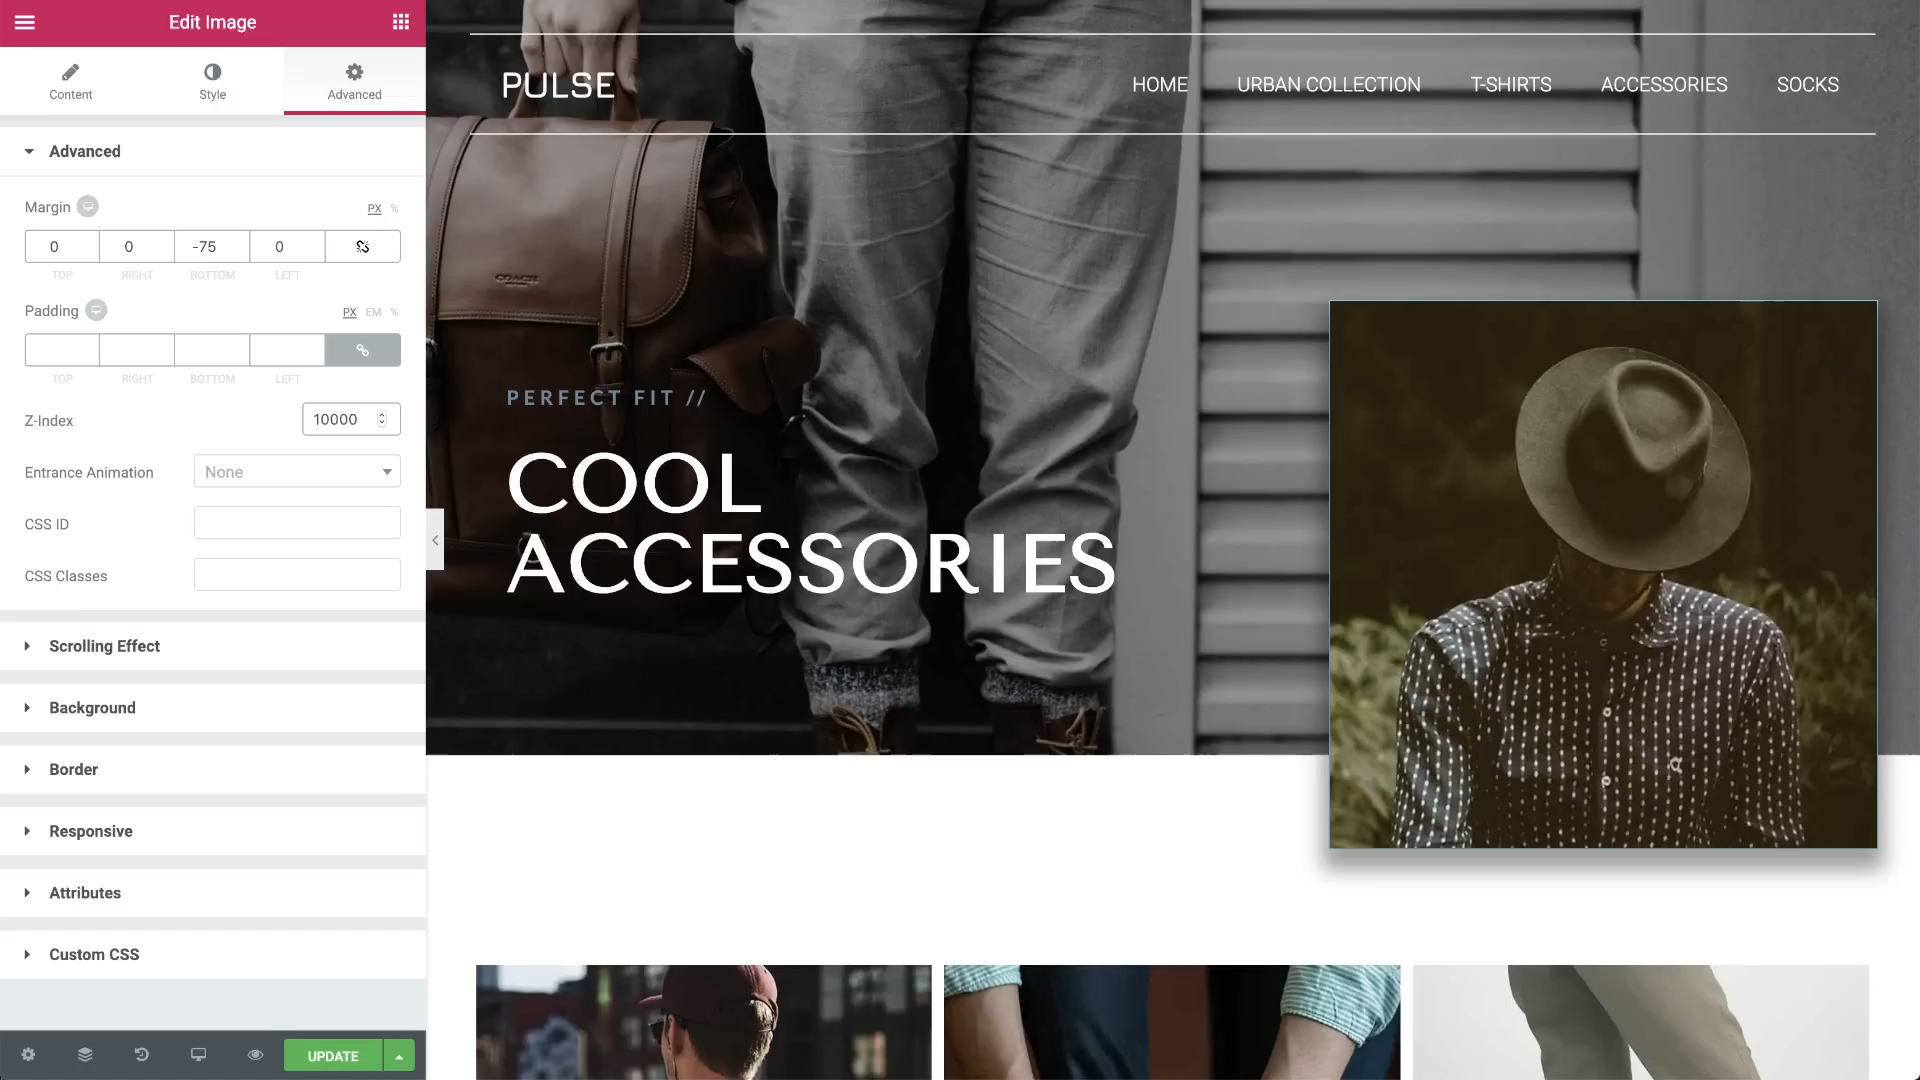 Edit Image
Content
Style
Advanced
Advanced
Margin
PX %
0
0
-75
0
TOP
RIGHT
BOTTOM
LEFT
Padding
PX EM %
TOP
RIGHT
BOTTOM
LEFT
Z-Index
10000
Entrance Animation
None
CSS ID
CSS Classes
Scrolling Effect
Background
Border
Responsive
Attributes
Custom CSS
UPDATE
PULSE
HOME
URBAN COLLECTION
T-SHIRTS
ACCESSORIES
SOCKS
COACH
PERFECT FIT //
COOL
ACCESSORIES